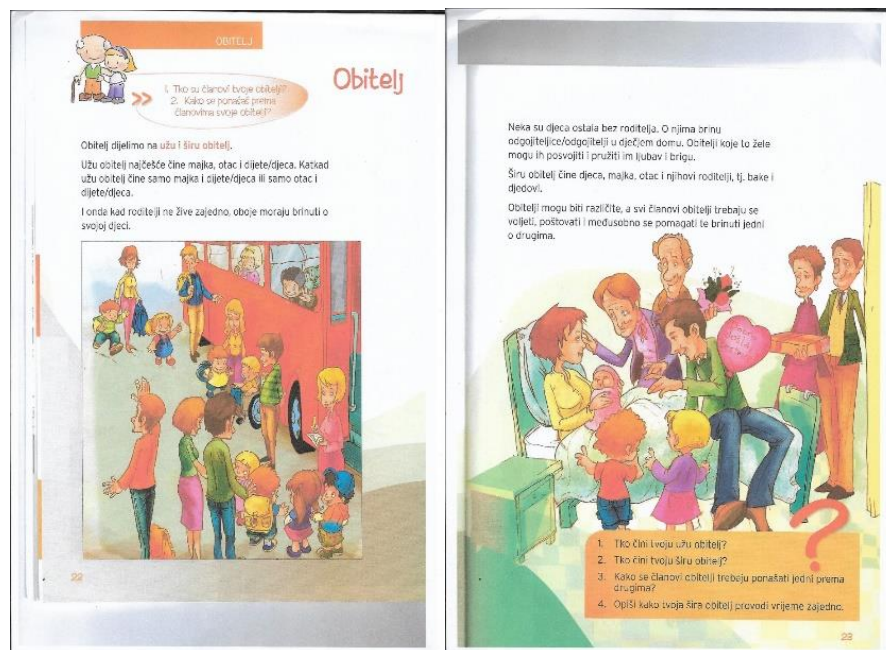 OBITELJ
Obitelj
1. Tko su članovi tvoje obitelji?
2. Kako se ponašaš prema
članovima svoje obitelji?
Obitelj dijelimo na užu i širu obitelj.
Užu obitelj najčešće čine majka, otac i dijete/djeca. Katkad
užu obitelj čine samo majka i dijete/djeca ili samo otac i
dijete/djeca.
I onda kad roditelji ne žive zajedno, oboje moraju brinuti o
svojoj djeci.
22
Neka su djeca ostala bez roditelja. O njima brinu
odgojiteljice/odgojitelji u dječjem domu. Obitelji koje to žele
mogu ih posvojiti i pružiti im ljubav i brigu.
Širu obitelj čine djeca, majka, otac i njihovi roditelji, tj. bake i
djedovi.
Obitelji mogu biti različite, a svi članovi obitelji trebaju se
voljeti, poštovati i međusobno se pomagati te brinuti jedni
o drugima.
?
1. Tko čini tvoju užu obitelj?
2. Tko čini tvoju širu obitelj?
3. Kako se članovi obitelji trebaju ponašati jedni prema
drugima?
4. Opiši kako tvoja šira obitelj provodi vrijeme zajedno.
23